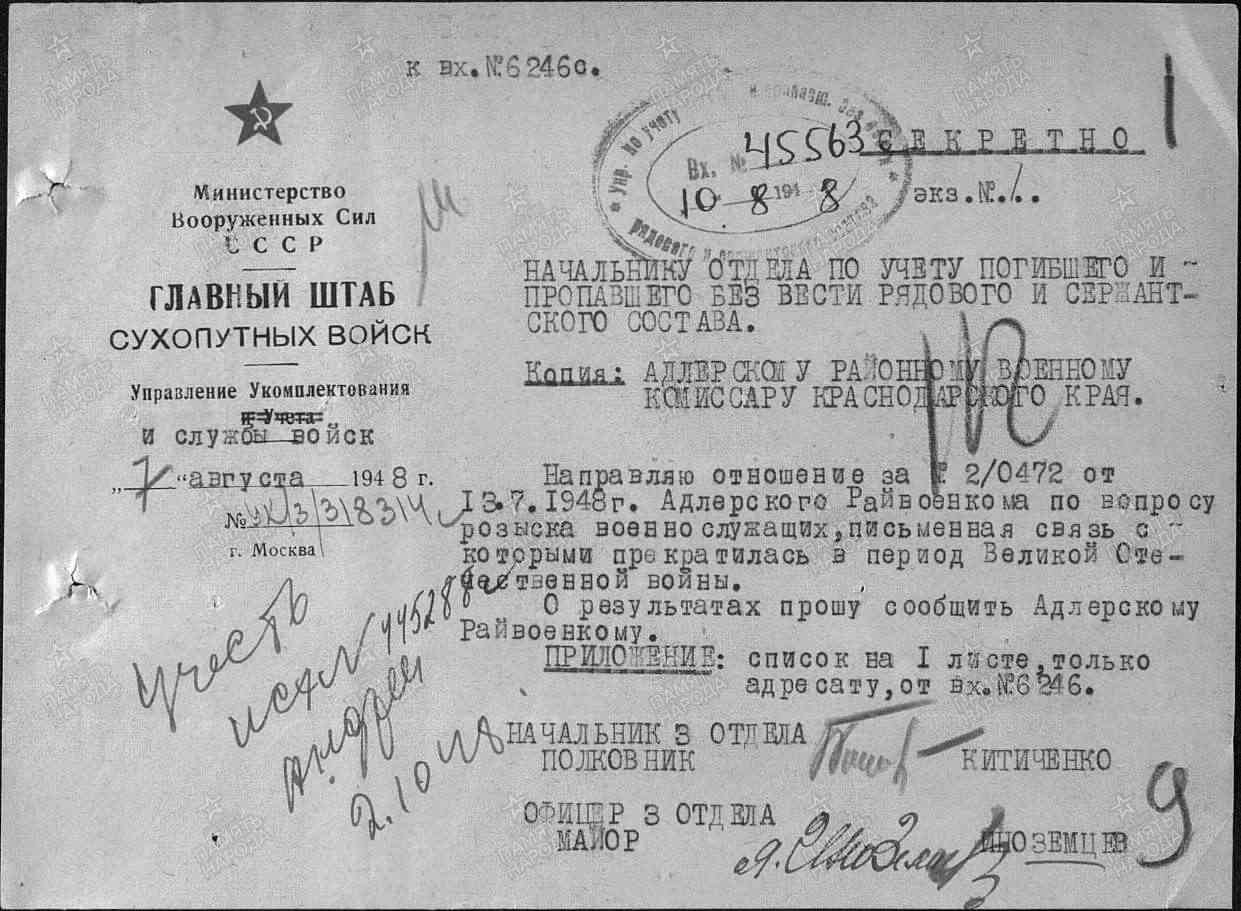 к вх.№6246с.
Вх. № 45563
10 8 1948
СЕКРЕТНО
экз.№.1..
Министерство
Вооруженных Сил
СССР
ГЛАВНЫЙ ШТАБ
СУХОПУТНЫХ ВОЙСК
Управление Укомплектования
и Учета
и службы войск
„7“ августа 1948 г.
г. Москва
НАЧАЛЬНИКУ ОТДЕЛА ПО УЧЕТУ ПОГИБШЕГО И -
ПРОПАВШЕГО БЕЗ ВЕСТИ РЯДОВОГО И СЕРЖАНТ-
СКОГО СОСТАВА.
Копия: АДЛЕРСКОМУ РАЙОННОМУ ВОЕННОМУ
КОМИССАРУ КРАСНОДАРСКОГО КРАЯ.
Направляю отношение за № 2/0472 от
13.7.1948г. Адлерского Райвоенкома по вопросу
розыска военнослужащих,письменная связь с -
которыми прекратилась в период Великой Оте-
чественной войны.
О результатах прошу сообщить Адлерскому
Райвоенкому.
ПРИЛОЖЕНИЕ: список на I листе,только
адресату,от вх.№6246.
НАЧАЛЬНИК 3 ОТДЕЛА
ПОЛКОВНИК КИТИЧЕНКО
ОФИЦЕР 3 ОТДЕЛА
МАЙОР ИНОЗЕМЦЕВ
Учесть
9
ПАМЯТЬ
НАРОДА